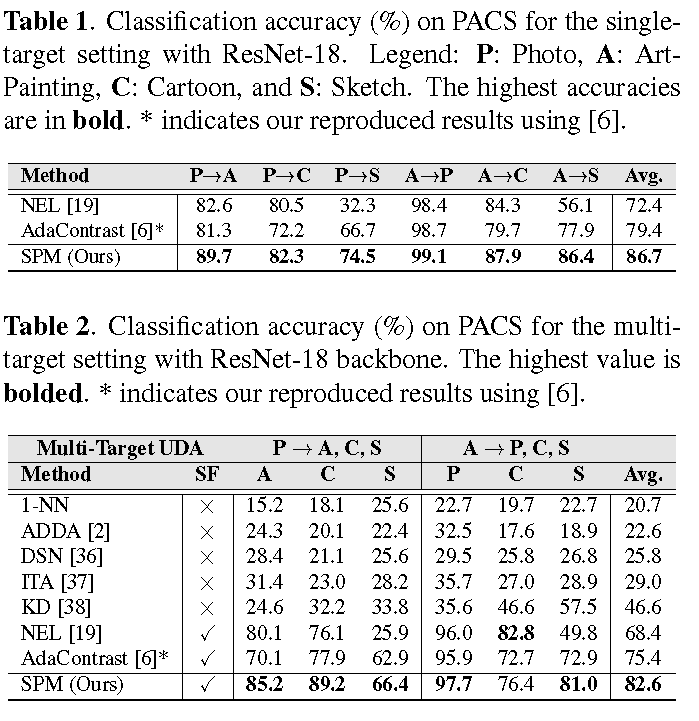 Table 1. Classification accuracy (%) on PACS for the single-
target setting with ResNet-18. Legend: P: Photo, A: Art-
Painting, C: Cartoon, and S: Sketch. The highest accuracies
are in bold. * indicates our reproduced results using [6].
Method P→A P→C P→S A→P A→C A→S Avg.
NEL [19] 82.6 80.5 32.3 98.4 84.3 56.1 72.4
AdaContrast [6]* 81.3 72.2 66.7 98.7 79.7 77.9 79.4
SPM (Ours) 89.7 82.3 74.5 99.1 87.9 86.4 86.7
Table 2. Classification accuracy (%) on PACS for the multi-
target setting with ResNet-18 backbone. The highest value is
bolded. * indicates our reproduced results using [6].
Multi-Target UDA P → A, C, S A → P, C, S
Method SF A C S P C S Avg.
1-NN × 15.2 18.1 25.6 22.7 19.7 22.7 20.7
ADDA [2] × 24.3 20.1 22.4 32.5 17.6 18.9 22.6
DSN [36] × 28.4 21.1 25.6 29.5 25.8 26.8 25.8
ITA [37] × 31.4 23.0 28.2 35.7 27.0 28.9 29.0
KD [38] × 24.6 32.2 33.8 35.6 46.6 57.5 46.6
NEL [19] ✓ 80.1 76.1 25.9 96.0 82.8 49.8 68.4
AdaContrast [6]* ✓ 70.1 77.9 62.9 95.9 72.7 72.9 75.4
SPM (Ours) ✓ 85.2 89.2 66.4 97.7 76.4 81.0 82.6